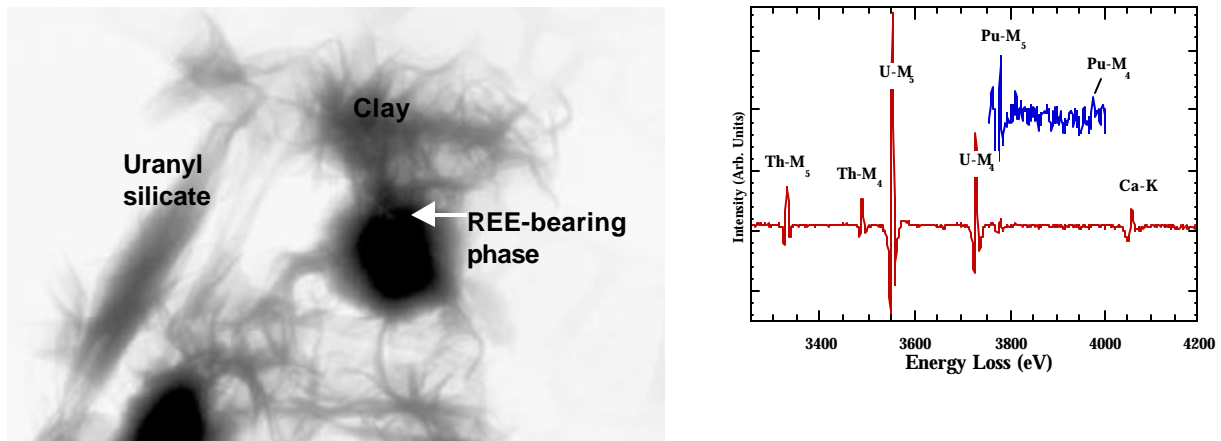 Clay
Uranyl
silicate
REE-bearing
phase
Intensity (Arb. Units)
Th-M5
Th-M4
U-M5
U-M4
Pu-M5
Pu-M4
Ca-K
3400 3600 3800 4000 4200
Energy Loss (eV)